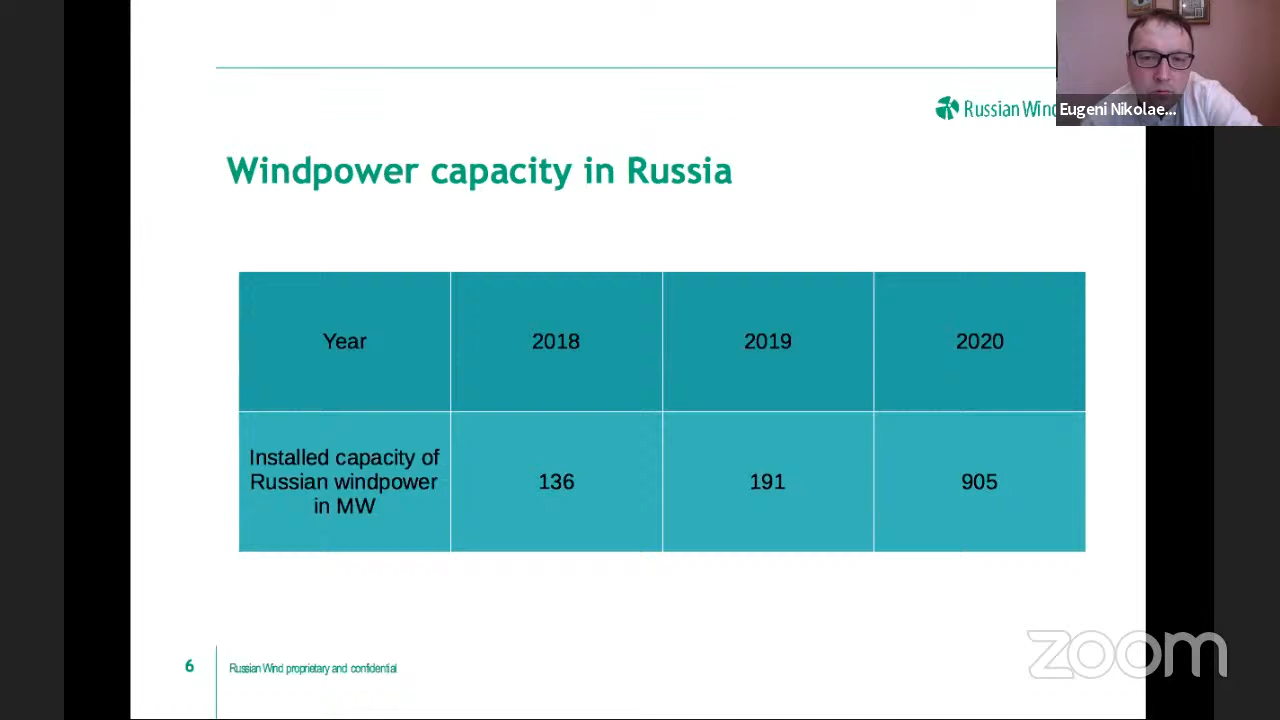 Russian Wind
Eugeni Nikolae...
Windpower capacity in Russia
Year
2018
2019
2020
Installed capacity of
Russian windpower
in MW
136
191
905
6
Russian Wind proprietary and confidential
zoom